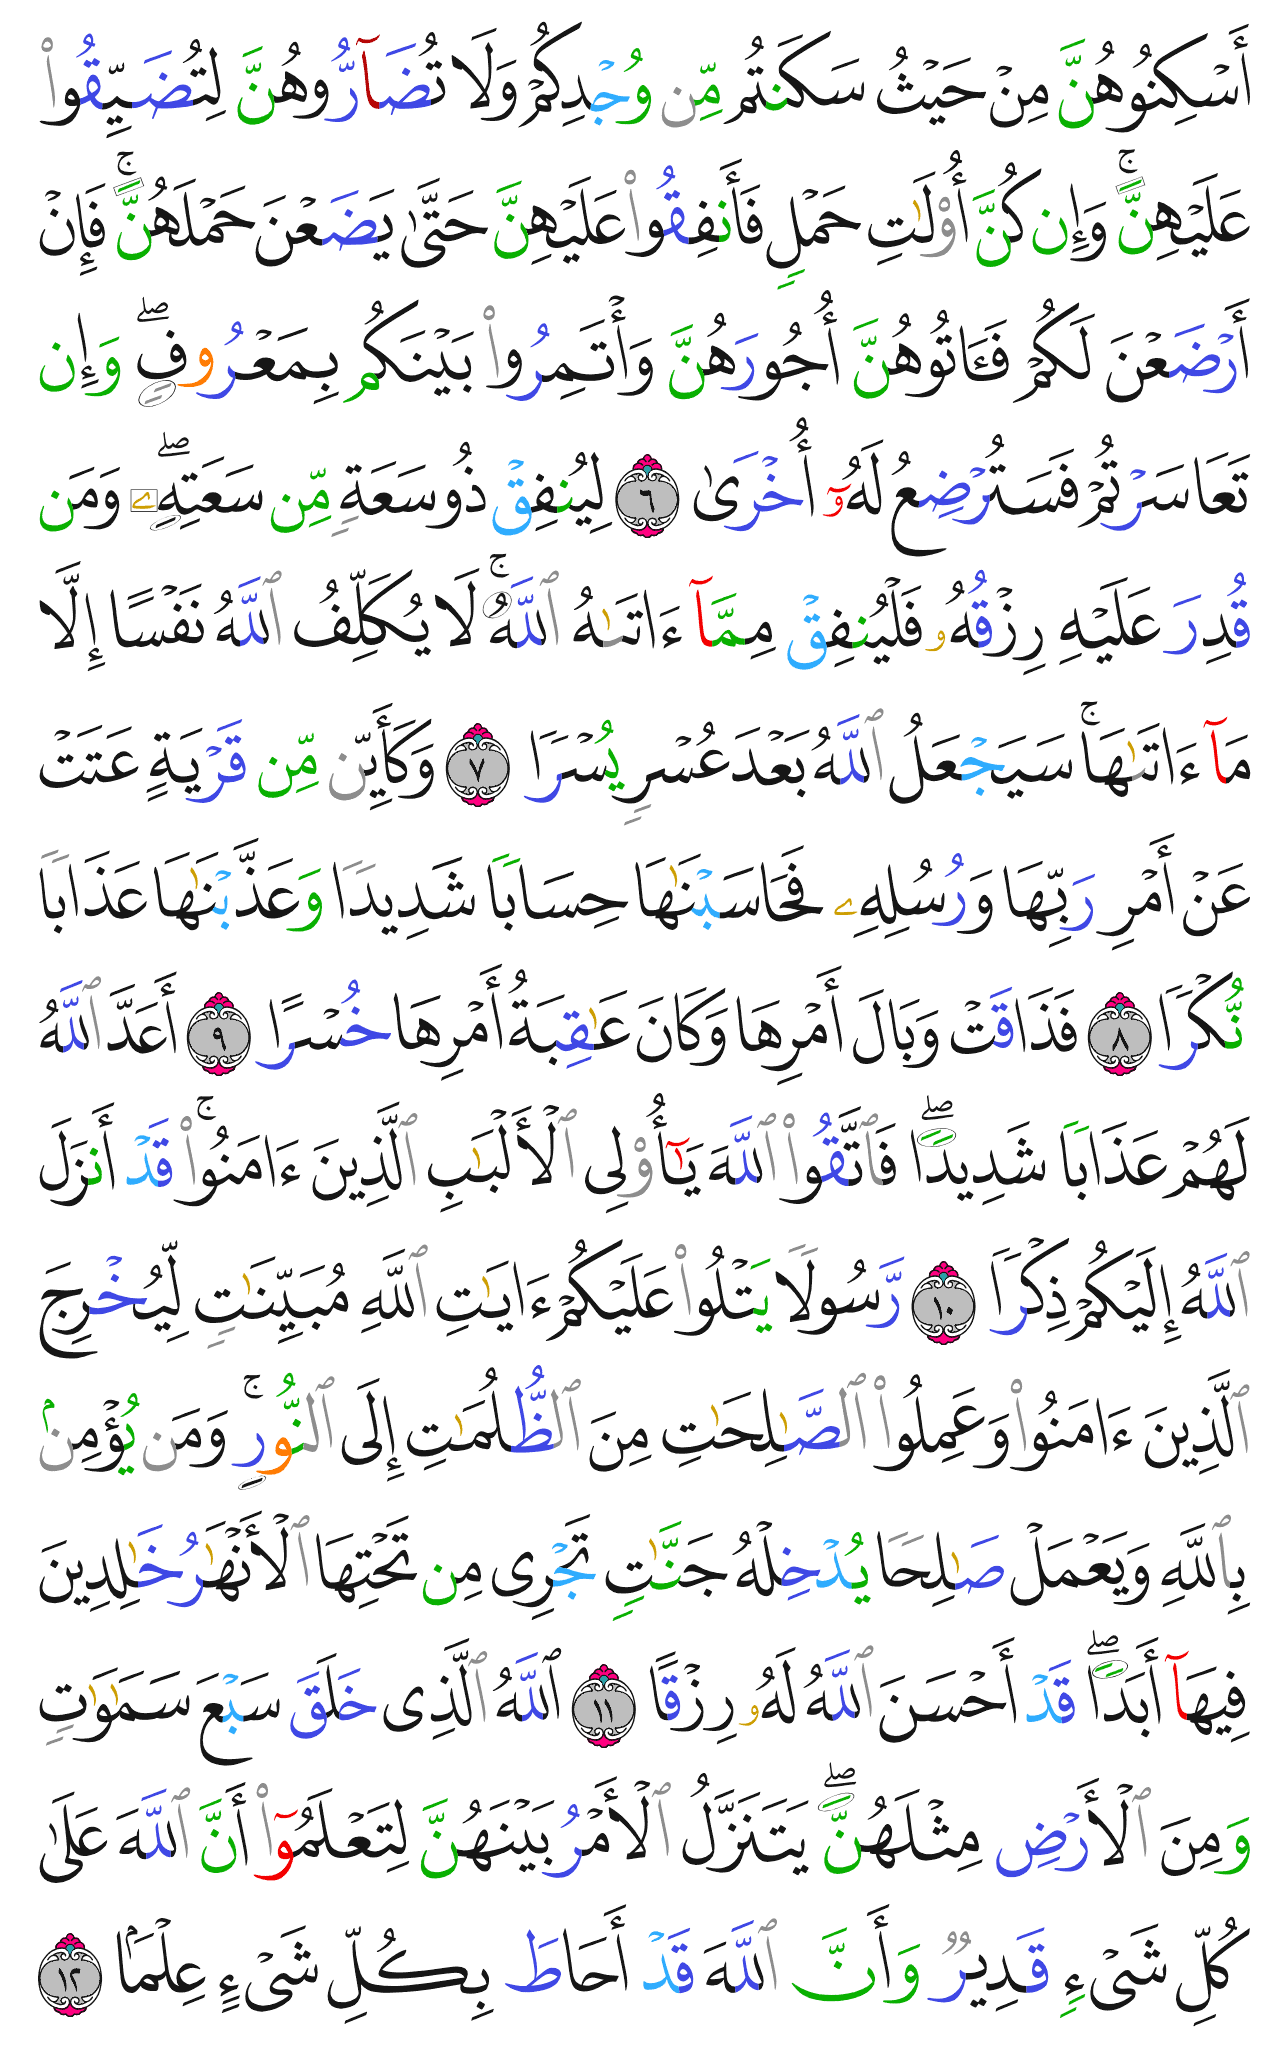 أَسۡكِنُوهُنَّ مِنۡ حَيۡثُ سَكَنتُم مِّن وُجۡدِكُمۡ وَلَا تُضَآرُّوهُنَّ لِتُضَيِّقُواْ
عَلَيۡهِنَّۚ وَإِن كُنَّ أُوْلَٰتِ حَمۡلٖ فَأَنفِقُواْ عَلَيۡهِنَّ حَتَّىٰ يَضَعۡنَ حَمۡلَهُنَّۚ فَإِنۡ
أَرۡضَعۡنَ لَكُمۡ فَـَٔاتُوهُنَّ أُجُورَهُنَّ وَأۡتَمِرُواْ بَيۡنَكُم بِمَعۡرُوفٖۖ وَإِن
تَعَاسَرۡتُمۡ فَسَتُرۡضِعُ لَهُۥٓ أُخۡرَىٰ ٦ لِيُنفِقۡ ذُو سَعَةٖ مِّن سَعَتِهِۦۖ وَمَن
قُدِرَ عَلَيۡهِ رِزۡقُهُۥ فَلۡيُنفِقۡ مِمَّآ ءَاتَىٰهُ ٱللَّهُۚ لَا يُكَلِّفُ ٱللَّهُ نَفۡسًا إِلَّا
مَآ ءَاتَىٰهَاۚ سَيَجۡعَلُ ٱللَّهُ بَعۡدَ عُسۡرٖ يُسۡرٗا ٧ وَكَأَيِّن مِّن قَرۡيَةٍ عَتَتۡ
عَنۡ أَمۡرِ رَبِّهَا وَرُسُلِهِۦ فَحَاسَبۡنَٰهَا حِسَابٗا شَدِيدٗا وَعَذَّبۡنَٰهَا عَذَابٗا
نُّكۡرٗا ٨ فَذَاقَتۡ وَبَالَ أَمۡرِهَا وَكَانَ عَٰقِبَةُ أَمۡرِهَا خُسۡرًا ٩ أَعَدَّ ٱللَّهُ
لَهُمۡ عَذَابٗا شَدِيدٗاۖ فَٱتَّقُواْ ٱللَّهَ يَٰٓأُوْلِي ٱلۡأَلۡبَٰبِ ٱلَّذِينَ ءَامَنُواْۚ قَدۡ أَنزَلَ
ٱللَّهُ إِلَيۡكُمۡ ذِكۡرٗا ١٠ رَّسُولٗا يَتۡلُواْ عَلَيۡكُمۡ ءَايَٰتِ ٱللَّهِ مُبَيِّنَٰتٖ لِّيُخۡرِجَ
ٱلَّذِينَ ءَامَنُواْ وَعَمِلُواْ ٱلصَّٰلِحَٰتِ مِنَ ٱلظُّلُمَٰتِ إِلَى ٱلنُّورِۚ وَمَن يُؤۡمِنۢ
بِٱللَّهِ وَيَعۡمَلۡ صَٰلِحٗا يُدۡخِلۡهُ جَنَّٰتٖ تَجۡرِي مِن تَحۡتِهَا ٱلۡأَنۡهَٰرُ خَٰلِدِينَ
فِيهَآ أَبَدٗاۖ قَدۡ أَحۡسَنَ ٱللَّهُ لَهُۥ رِزۡقًا ١١ ٱللَّهُ ٱلَّذِي خَلَقَ سَبۡعَ سَمَٰوَٰتٖ
وَمِنَ ٱلۡأَرۡضِ مِثۡلَهُنَّۖ يَتَنَزَّلُ ٱلۡأَمۡرُ بَيۡنَهُنَّ لِتَعۡلَمُوٓاْ أَنَّ ٱللَّهَ عَلَىٰ
كُلِّ شَيۡءٖ قَدِيرٞ وَأَنَّ ٱللَّهَ قَدۡ أَحَاطَ بِكُلِّ شَيۡءٍ عِلۡمَۢا ١٢